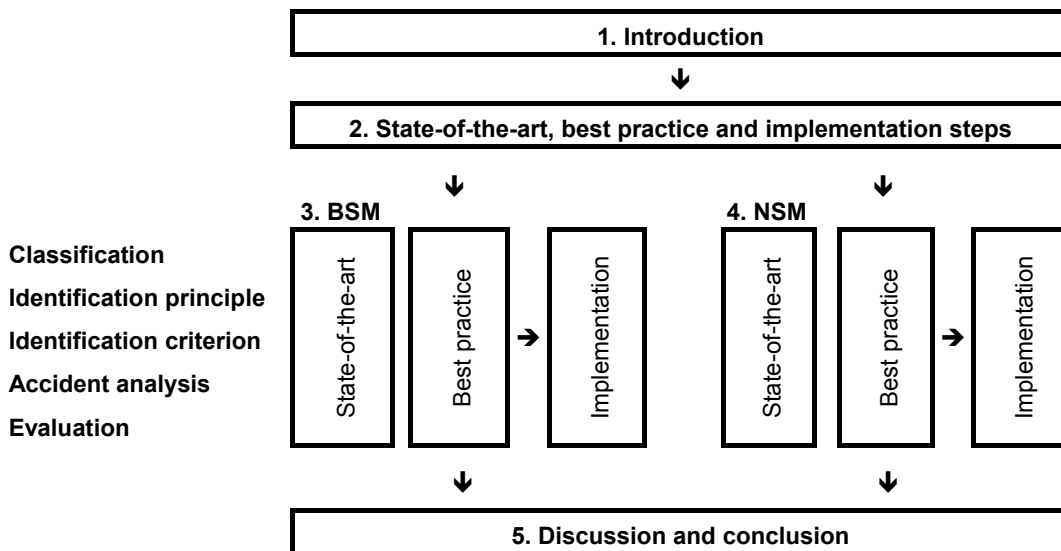 1. Introduction
2. State-of-the-art, best practice and implementation steps
3. BSM
4. NSM
Classification
Identification principle
Identification criterion
Accident analysis
Evaluation
State-of-the-art
Best practice
Implementation
State-of-the-art
Best practice
Implementation
5. Discussion and conclusion